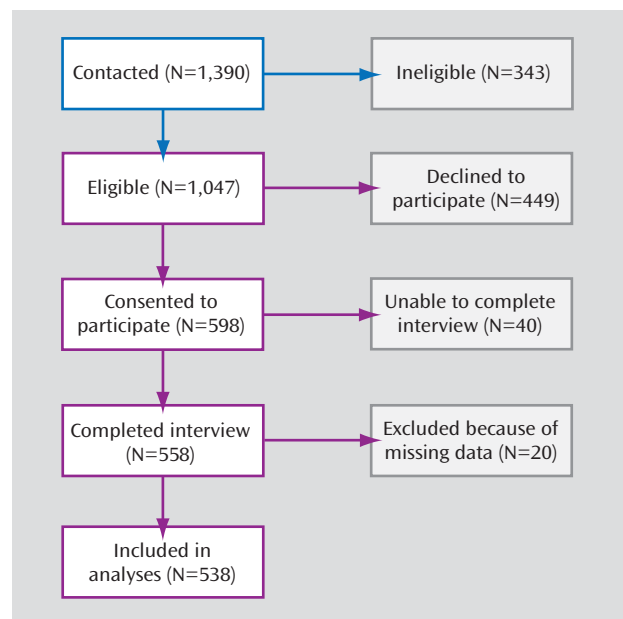 Contacted (N=1,390)
Ineligible (N=343)
Eligible (N=1,047)
Declined to
participate (N=449)
Consented to
participate (N=598)
Unable to complete
interview (N=40)
Completed interview
(N=558)
Excluded because of
missing data (N=20)
Included in
analyses (N=538)